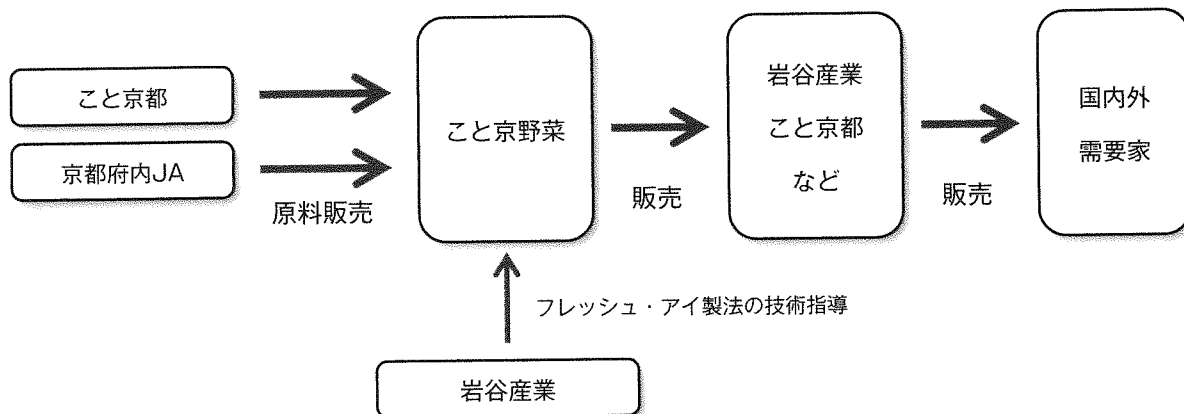 こと京都
京都府内JA
原料販売
こと京野菜
販売
岩谷産業
こと京都
など
販売
国内外
需要家
フレッシュ・アイ製法の技術指導
岩谷産業